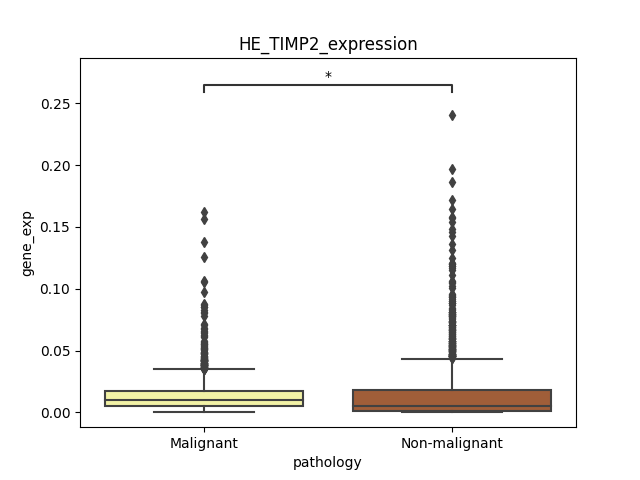 HE_TIMP2_expression
*
0.25
0.20
0.15
0.10
0.05
0.00
gene_exp
Malignant
Non-malignant
pathology